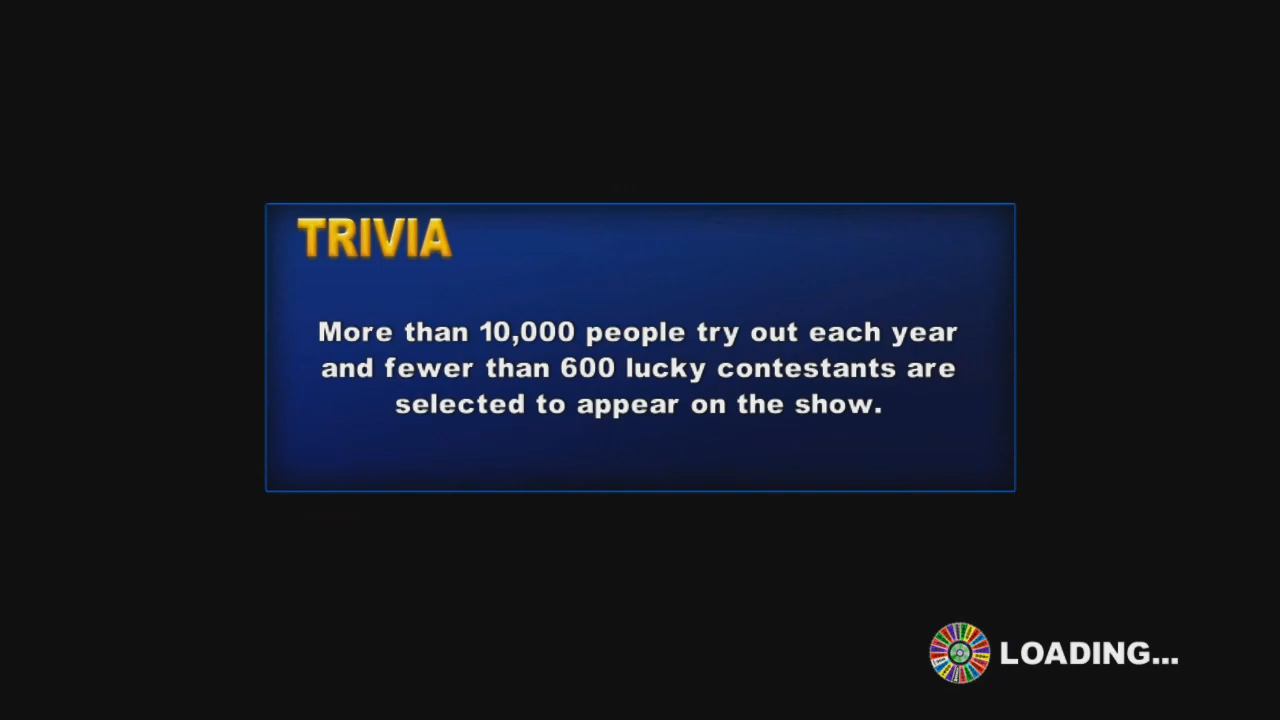 TRIVIA
More than 10,000 people try out each year
and fewer than 600 lucky contestants are
selected to appear on the show.
LOADING...